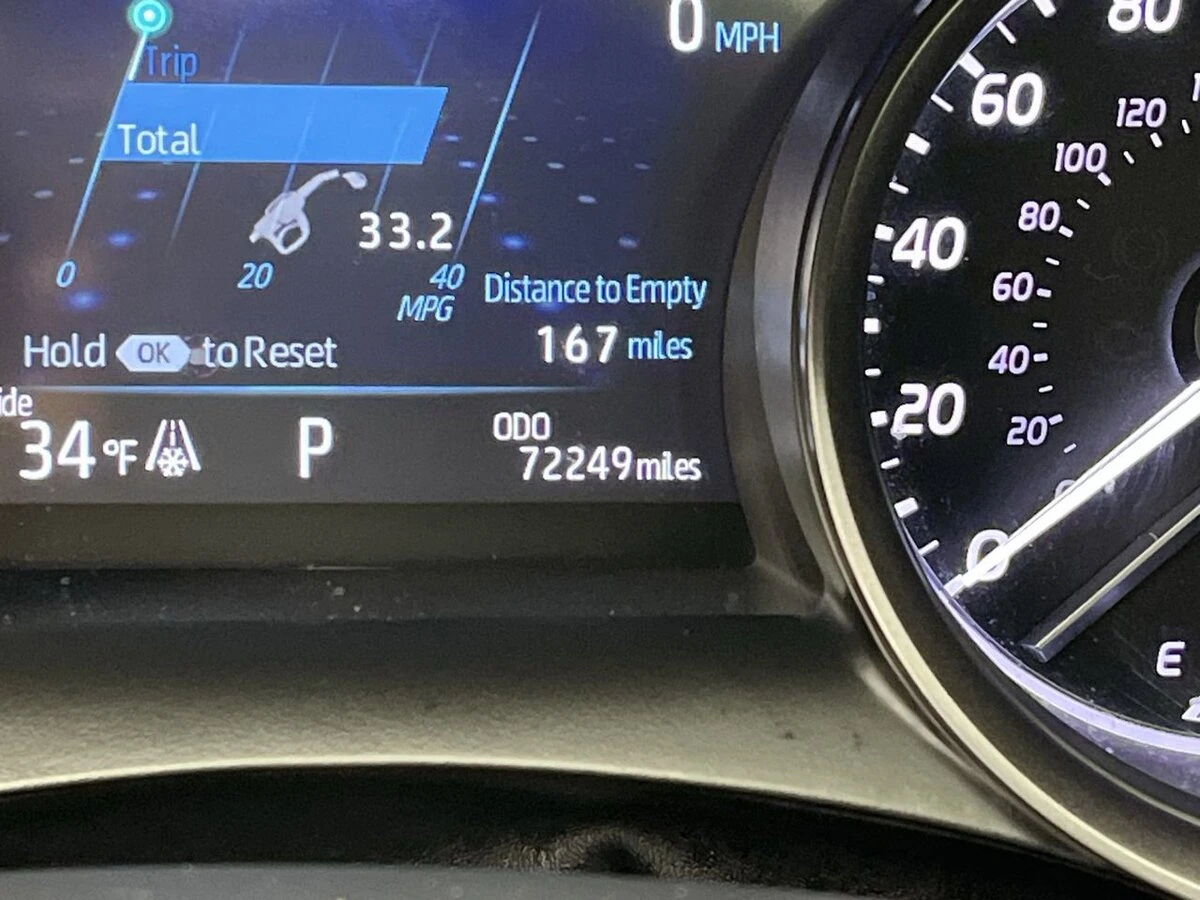 0 MPH
Trip
Total
33.2
0 20 40
MPG
Distance to Empty
167 miles
Hold OK to Reset
ide
34 °F
P
ODO
72249 miles
80
60
40
20
0
120
100
80
60
40
20
E